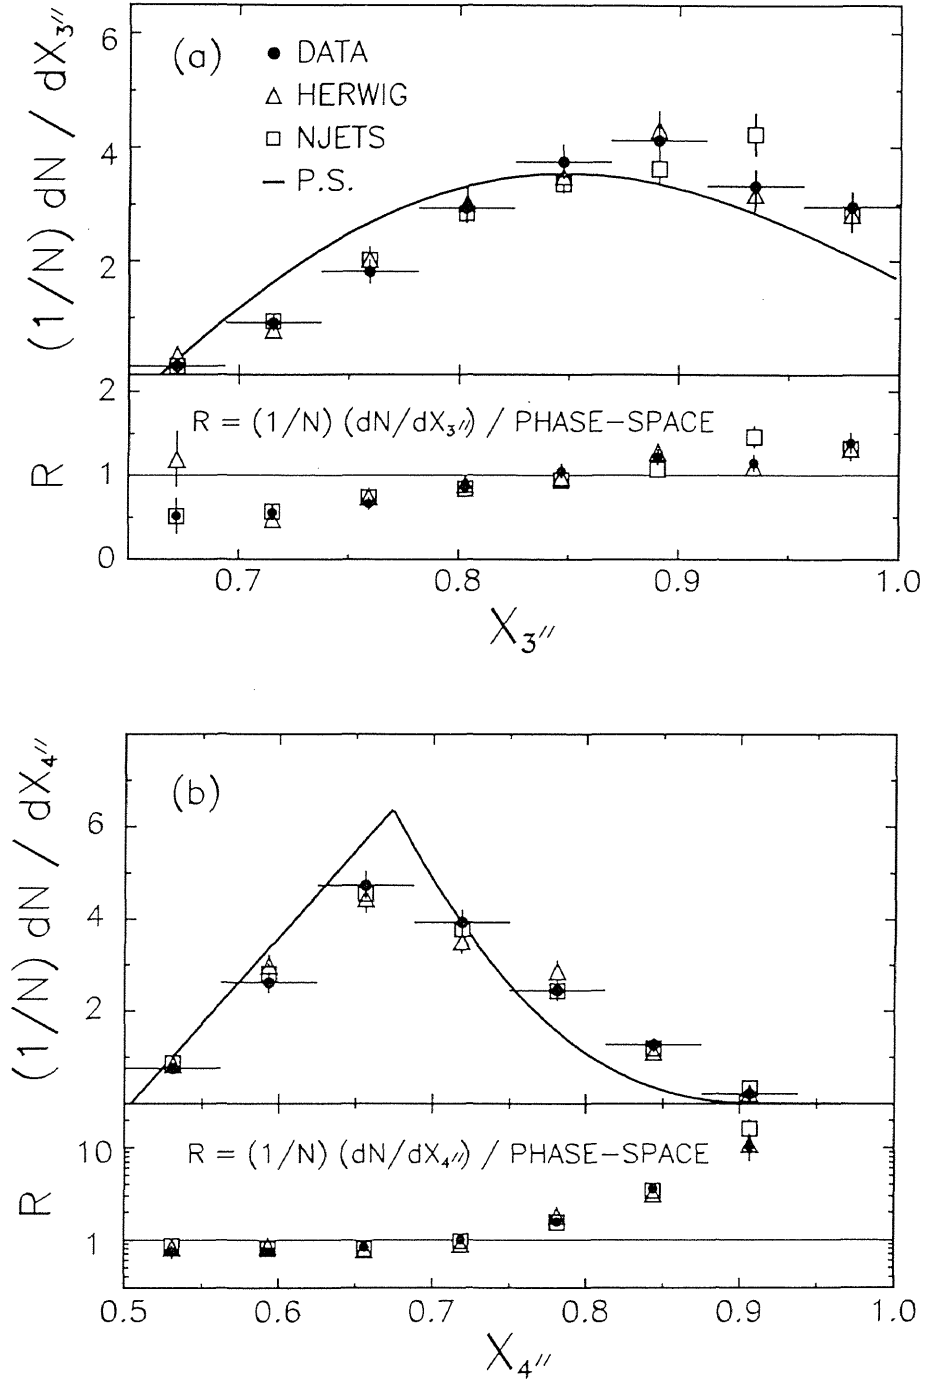 6
4
2
(1/N) dN / dX3″
(a)
● DATA
△ HERWIG
□ NJETS
— P.S.
2
1
0
R
R = (1/N) (dN/dX3″) / PHASE-SPACE
0.7 0.8 0.9 1.0
X3″
6
4
2
(1/N) dN / dX4″
(b)
10
1
R
R = (1/N) (dN/dX4″) / PHASE-SPACE
0.5 0.6 0.7 0.8 0.9 1.0
X4″